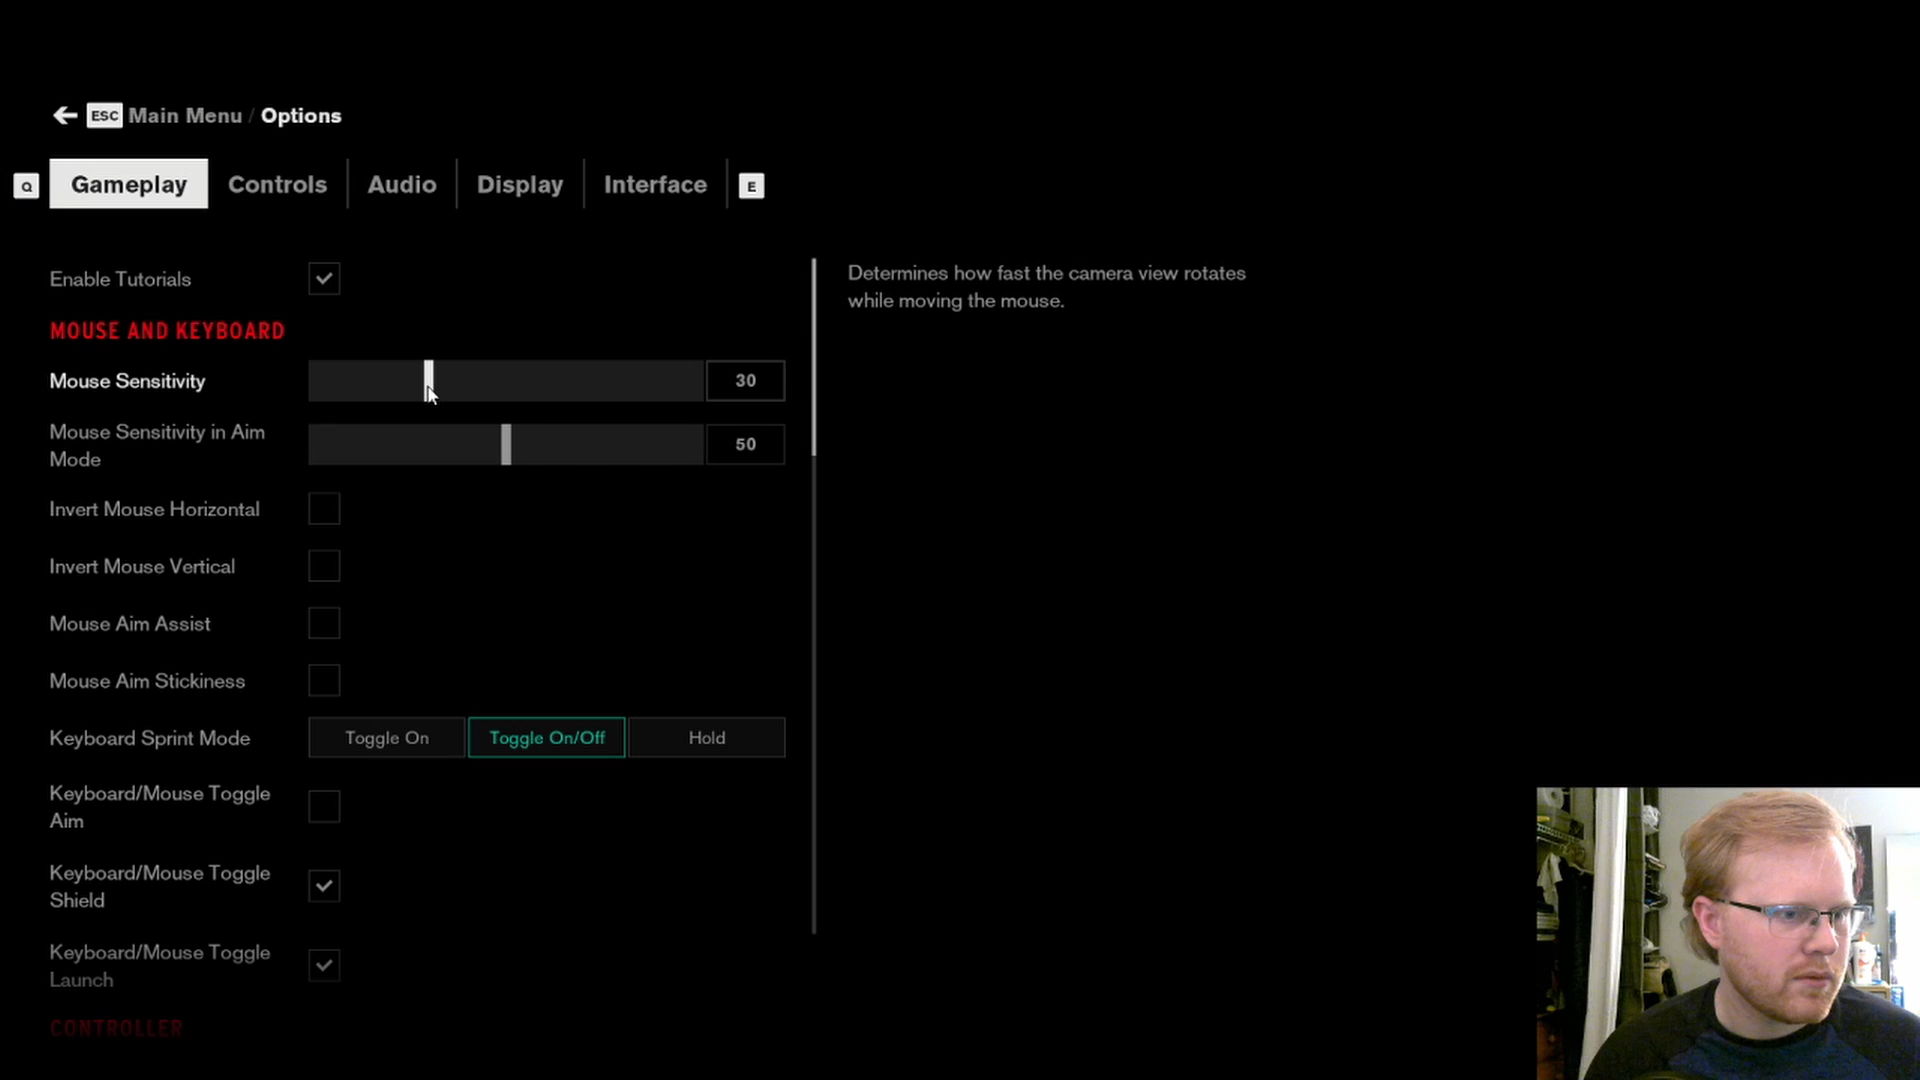 ESC Main Menu / Options
Q Gameplay Controls Audio Display Interface E
Enable Tutorials
MOUSE AND KEYBOARD
Mouse Sensitivity 30
Mouse Sensitivity in Aim
Mode
50
Invert Mouse Horizontal
Invert Mouse Vertical
Mouse Aim Assist
Mouse Aim Stickiness
Keyboard Sprint Mode Toggle On Toggle On/Off Hold
Keyboard/Mouse Toggle
Aim
Keyboard/Mouse Toggle
Shield
Keyboard/Mouse Toggle
Launch
CONTROLLER
Determines how fast the camera view rotates
while moving the mouse.